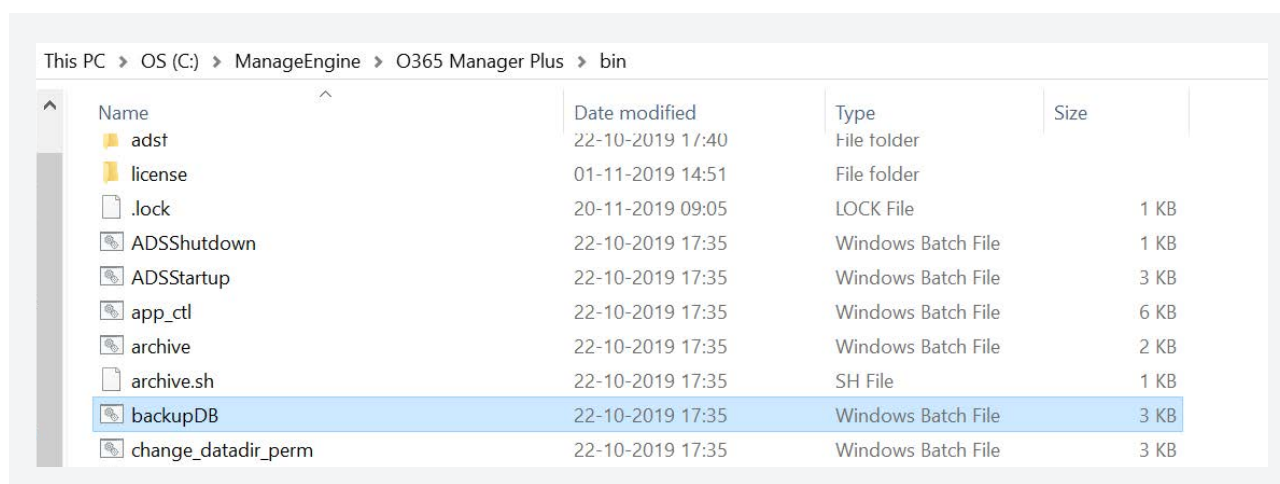 This PC > OS (C:) > ManageEngine > O365 Manager Plus > bin
Name Date modified Type Size
adst 22-10-2019 17:40 File folder
license 01-11-2019 14:51 File folder
.lock 20-11-2019 09:05 LOCK File 1 KB
ADSShutdown 22-10-2019 17:35 Windows Batch File 1 KB
ADSStartup 22-10-2019 17:35 Windows Batch File 3 KB
app_ctl 22-10-2019 17:35 Windows Batch File 6 KB
archive 22-10-2019 17:35 Windows Batch File 2 KB
archive.sh 22-10-2019 17:35 SH File 1 KB
backupDB 22-10-2019 17:35 Windows Batch File 3 KB
change_datadir_perm 22-10-2019 17:35 Windows Batch File 3 KB